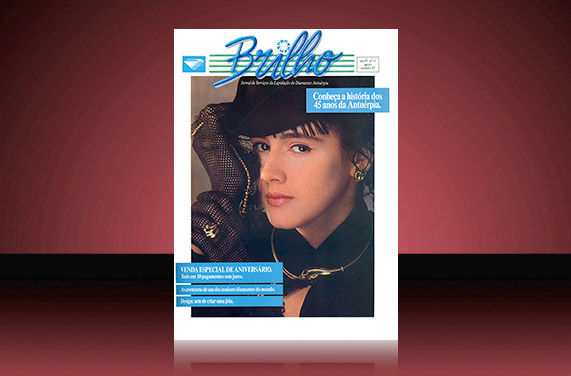 Brilho
Jornal de Serviços da Lapidação de Diamantes Antuérpia
Conheça a história dos
45 anos da Antuérpia.
VENDA ESPECIAL DE ANIVERSÁRIO.
Tudo em 10 pagamentos sem juros.
As aventuras de um dos maiores diamantes do mundo.
Design: arte de criar uma jóia.